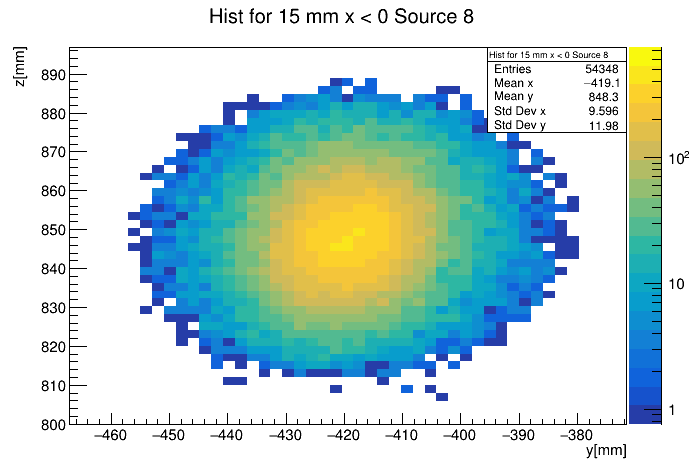 Hist for 15 mm x < 0 Source 8
z[mm]
Hist for 15 mm x < 0 Source 8
Entries 54348
Mean x −419.1
Mean y 848.3
Std Dev x 9.596
Std Dev y 11.98
890
880
870
860
850
840
830
820
810
800
10²
10
1
−460 −450 −440 −430 −420 −410 −400 −390 −380
y[mm]